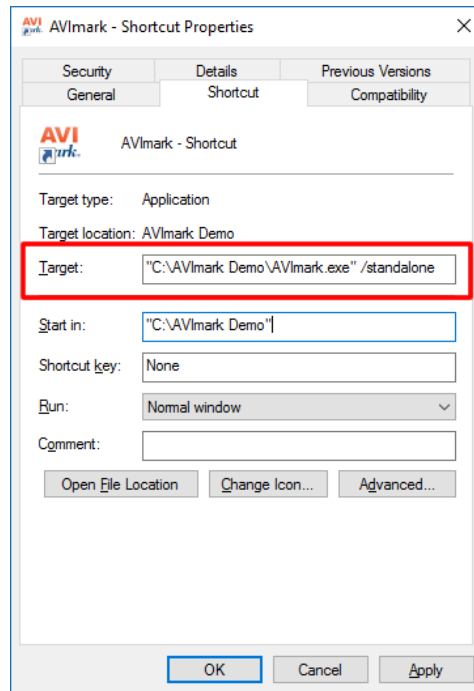 AVImark - Shortcut Properties
Security Details Previous Versions
General Shortcut Compatibility
AVI
mark.
AVImark - Shortcut
Target type: Application
Target location: AVImark Demo
Target: "C:\AVImark Demo\AVImark.exe" /standalone
Start in: "C:\AVImark Demo"
Shortcut key: None
Run: Normal window
Comment:
Open File Location Change Icon... Advanced...
OK Cancel Apply